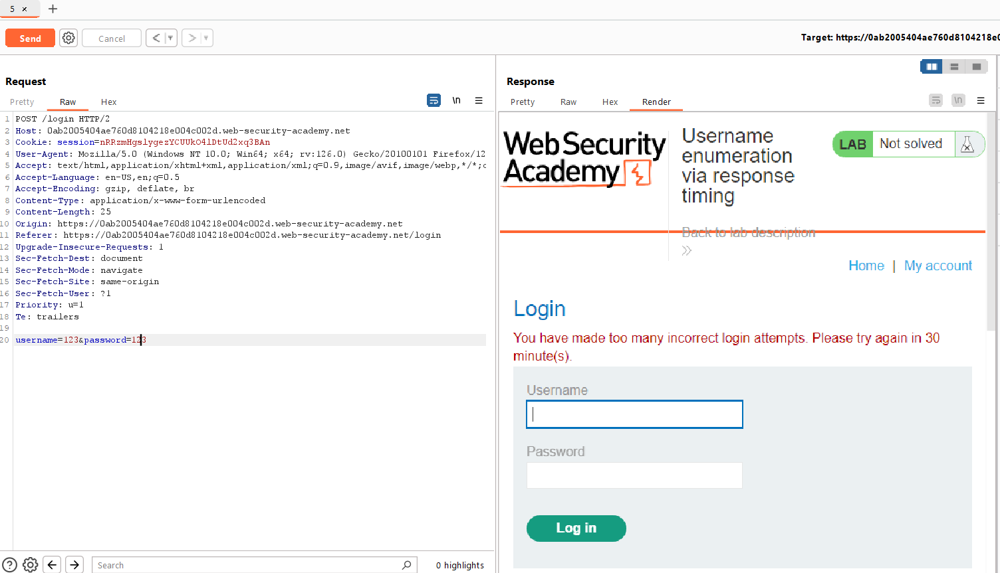 5 × +
Send Cancel < ▾ > ▾
Target: https://0ab2005404ae760d8104218e0
Request
Pretty Raw Hex \n
1 POST /login HTTP/2
2 Host: 0ab2005404ae760d8104218e004c002d.web-security-academy.net
3 Cookie: session=nRRzmHgslygezYCUUkO4lDtUd2xq3BAn
4 User-Agent: Mozilla/5.0 (Windows NT 10.0; Win64; x64; rv:126.0) Gecko/20100101 Firefox/12
5 Accept: text/html,application/xhtml+xml,application/xml;q=0.9,image/avif,image/webp,*/*;q
6 Accept-Language: en-US,en;q=0.5
7 Accept-Encoding: gzip, deflate, br
8 Content-Type: application/x-www-form-urlencoded
9 Content-Length: 25
10 Origin: https://0ab2005404ae760d8104218e004c002d.web-security-academy.net
11 Referer: https://0ab2005404ae760d8104218e004c002d.web-security-academy.net/login
12 Upgrade-Insecure-Requests: 1
13 Sec-Fetch-Dest: document
14 Sec-Fetch-Mode: navigate
15 Sec-Fetch-Site: same-origin
16 Sec-Fetch-User: ?1
17 Priority: u=1
18 Te: trailers
19
20 username=123&password=123
Search 0 highlights
Response
Pretty Raw Hex Render \n
Web Security
Academy
Username
enumeration
via response
timing
LAB Not solved
Back to lab description
»
Home | My account
Login
You have made too many incorrect login attempts. Please try again in 30
minute(s).
Username
Password
Log in